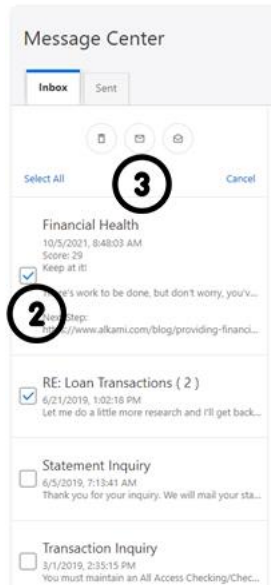 Message Center
Inbox Sent
Select All 3 Cancel
Financial Health
10/5/2021, 8:48:03 AM
Score: 29
Keep at it!
There's work to be done, but don't worry, you'v...
2 Next Step:
https://www.alkami.com/blog/providing-financi...
RE: Loan Transactions ( 2 )
6/21/2019, 1:02:18 PM
Let me do a little more research and I'll get back...
Statement Inquiry
6/5/2019, 7:13:41 AM
Thank you for your inquiry. We will mail your sta...
Transaction Inquiry
3/1/2019, 2:35:15 PM
You must maintain an All Access Checking/Chec...